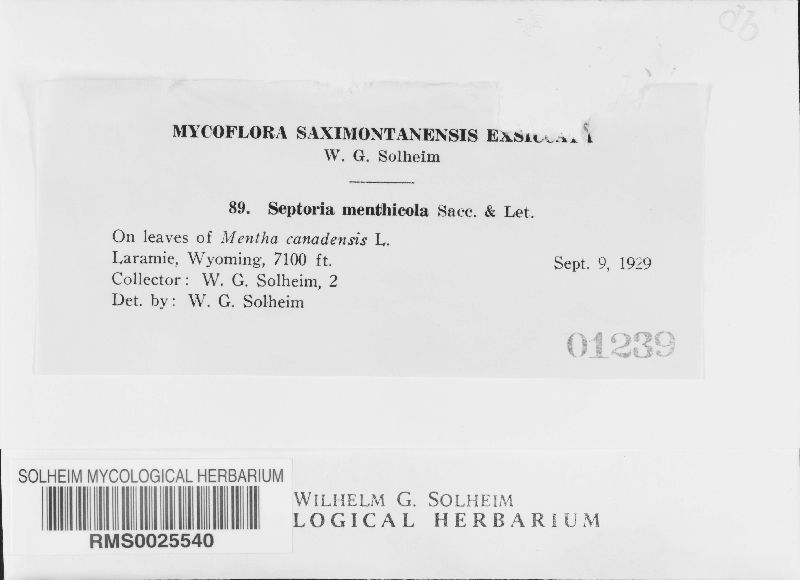 MYCOFLORA SAXIMONTANENSIS
W. G. Solheim
89. Septoria menthicola Sacc. & Let.
On leaves of Mentha canadensis L.
Laramie, Wyoming, 7100 ft. Sept. 9, 1929
Collector: W. G. Solheim, 2
Det. by: W. G. Solheim
01239
SOLHEIM MYCOLOGICAL HERBARIUM
RMS0025540
WILHELM G. SOLHEIM
LOGICAL HERBARIUM